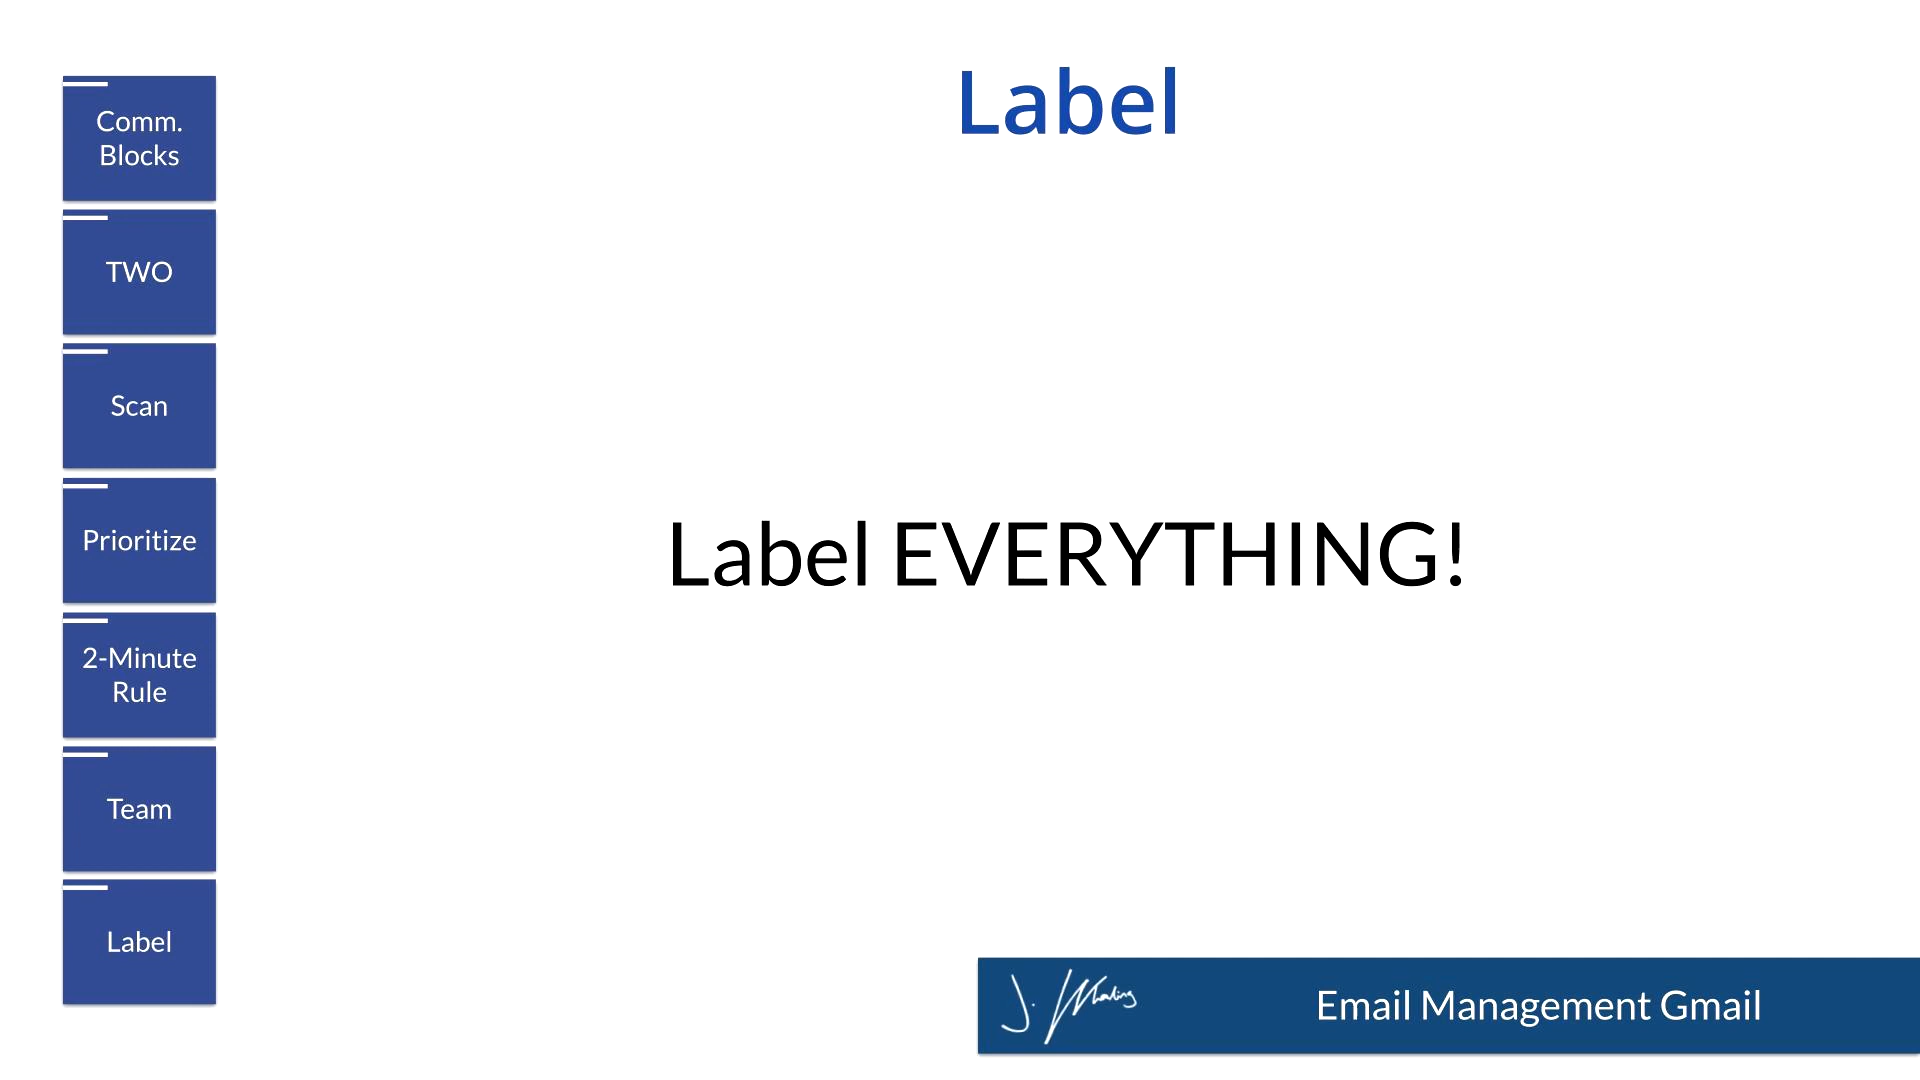 Label
Comm.
Blocks
TWO
Scan
Prioritize
2-Minute
Rule
Team
Label
Label EVERYTHING!
Email Management Gmail